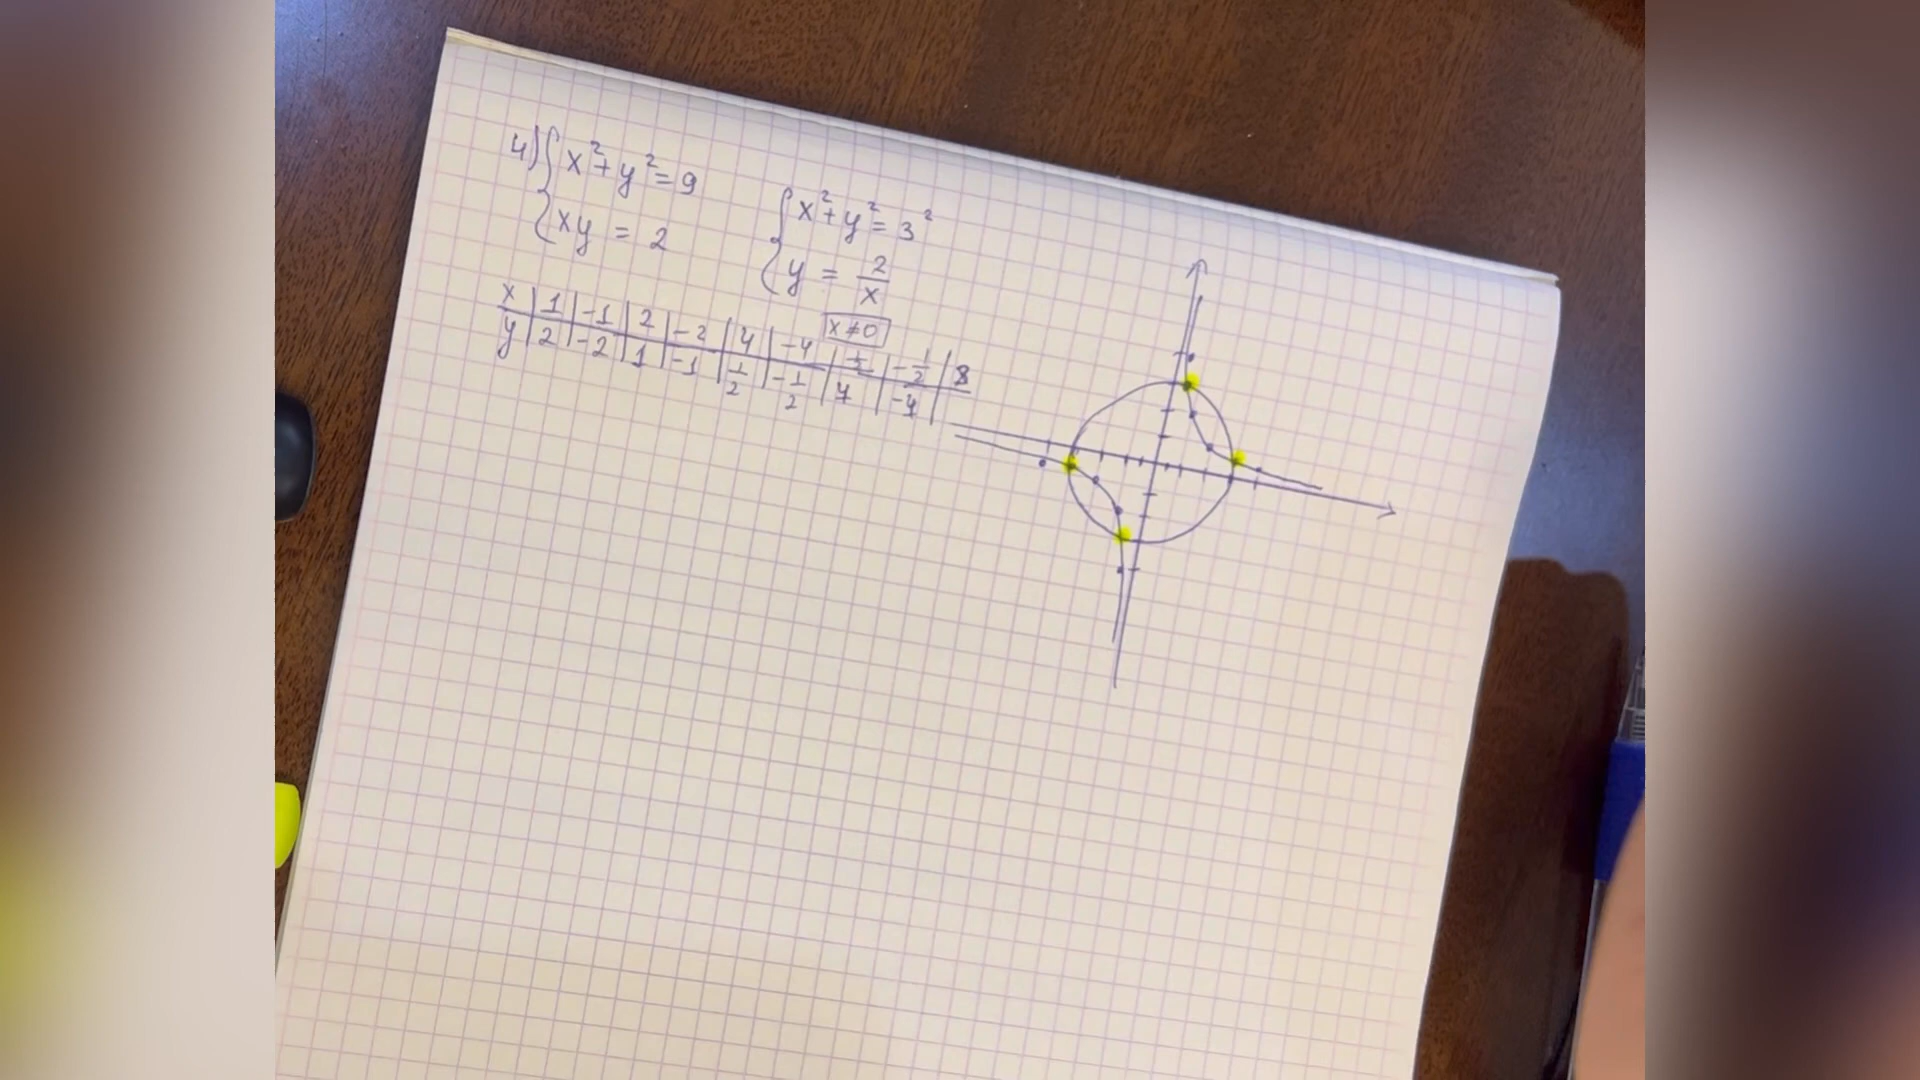 4) { x² + y² = 9
xy = 2
{ x² + y² = 3²
y = 2/x
x ≠ 0
x | 1 | -1 | 2 | -2 | 4 | -4 | 1/2 | -1/2 | 8
y | 2 | -2 | 1 | -1 | 1/2 | -1/2 | 4 | -4 |